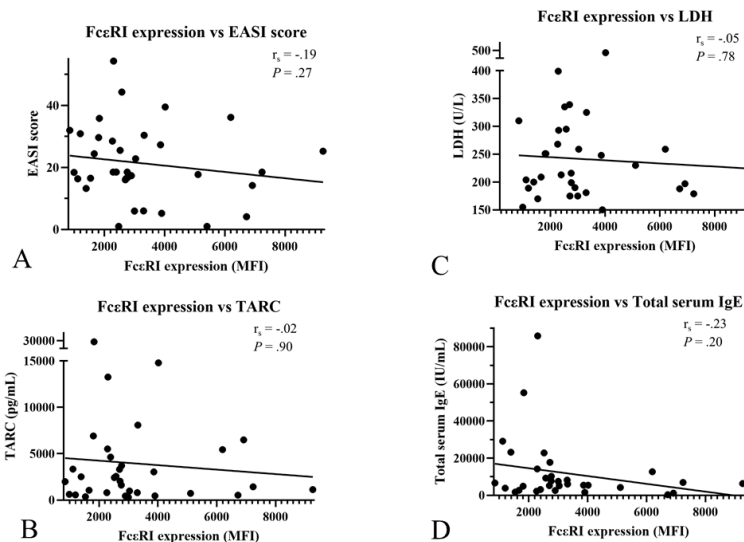 FcεRI expression vs EASI score
r_s = -.19
P = .27
40
20
0
EASI score
2000 4000 6000 8000
FcεRI expression (MFI)
A
FcεRI expression vs LDH
r_s = -.05
P = .78
500
400
350
300
250
200
150
LDH (U/L)
2000 4000 6000 8000
FcεRI expression (MFI)
C
FcεRI expression vs TARC
r_s = -.02
P = .90
30000
15000
10000
5000
0
TARC (pg/mL)
2000 4000 6000 8000
FcεRI expression (MFI)
B
FcεRI expression vs Total serum IgE
r_s = -.23
P = .20
80000
60000
40000
20000
0
Total serum IgE (IU/mL)
2000 4000 6000 8000
FcεRI expression (MFI)
D